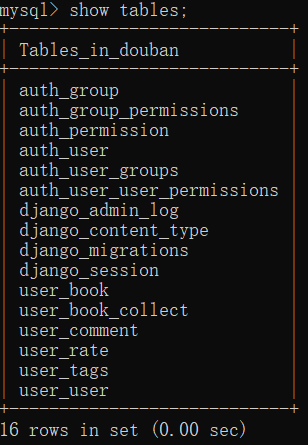 mysql> show tables;
+----------------------------+
| Tables_in_douban           |
+----------------------------+
| auth_group                 |
| auth_group_permissions     |
| auth_permission            |
| auth_user                  |
| auth_user_groups           |
| auth_user_user_permissions |
| django_admin_log           |
| django_content_type        |
| django_migrations          |
| django_session             |
| user_book                  |
| user_book_collect          |
| user_comment               |
| user_rate                  |
| user_tags                  |
| user_user                  |
+----------------------------+
16 rows in set (0.00 sec)